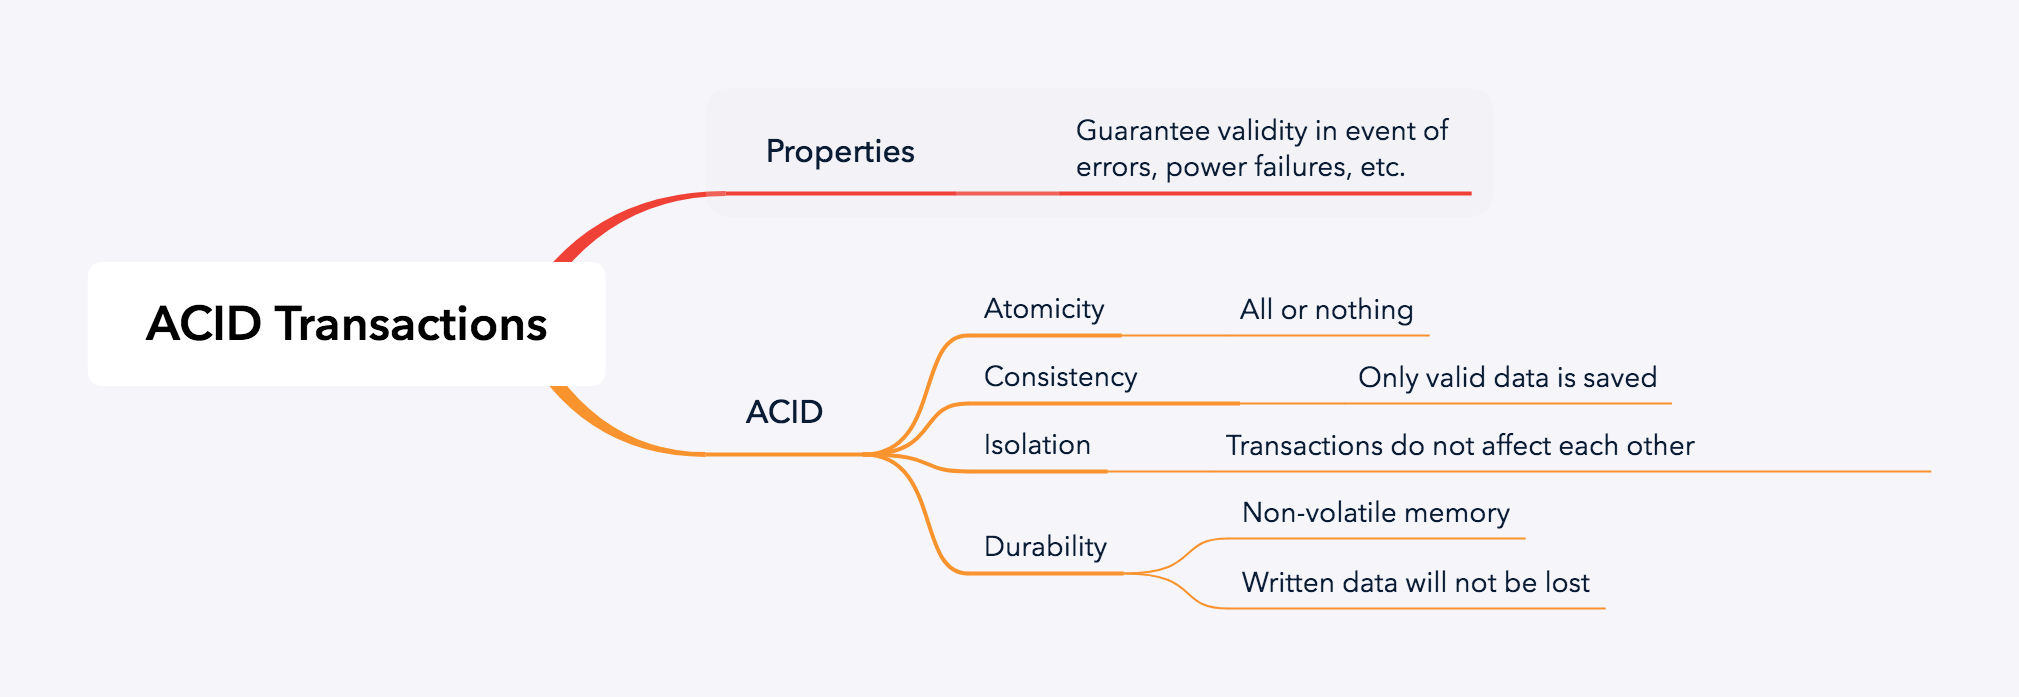 ACID Transactions
Properties
Guarantee validity in event of
errors, power failures, etc.
ACID
Atomicity
All or nothing
Consistency
Only valid data is saved
Isolation
Transactions do not affect each other
Durability
Non-volatile memory
Written data will not be lost